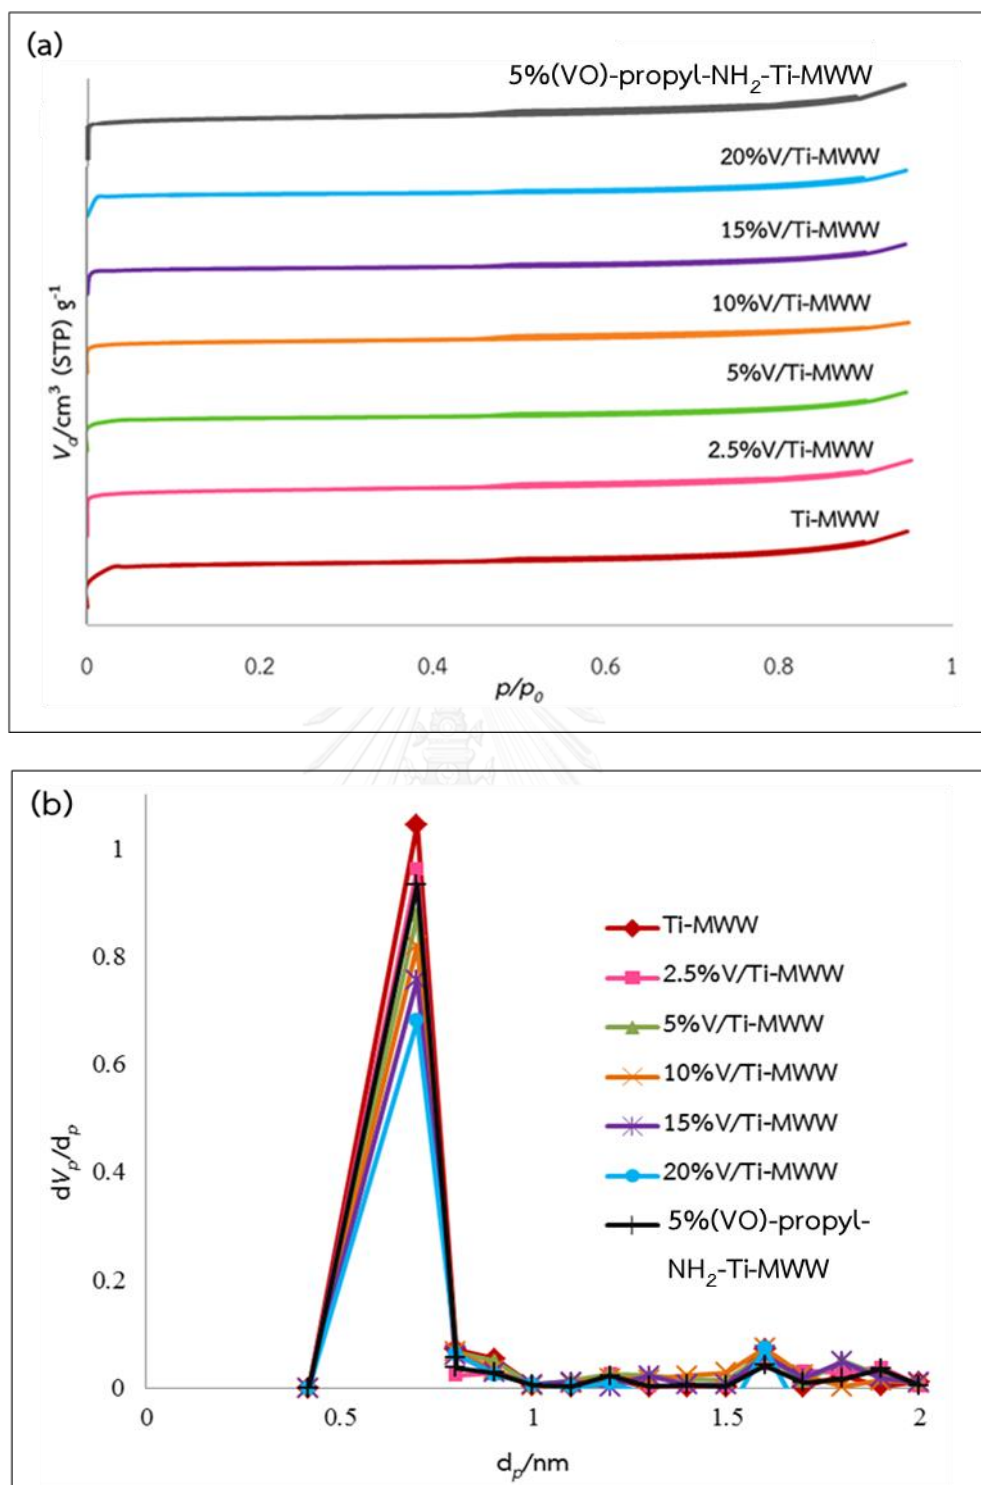 (a)
5%(VO)-propyl-NH₂-Ti-MWW
20%V/Ti-MWW
15%V/Ti-MWW
10%V/Ti-MWW
5%V/Ti-MWW
2.5%V/Ti-MWW
Ti-MWW
Vₐ/cm³ (STP) g⁻¹
0 0.2 0.4 0.6 0.8 1
p/p₀
(b)
1
0.8
0.6
0.4
0.2
0
dVₚ/dₚ
Ti-MWW
2.5%V/Ti-MWW
5%V/Ti-MWW
10%V/Ti-MWW
15%V/Ti-MWW
20%V/Ti-MWW
5%(VO)-propyl-
NH₂-Ti-MWW
0 0.5 1 1.5 2
dₚ/nm